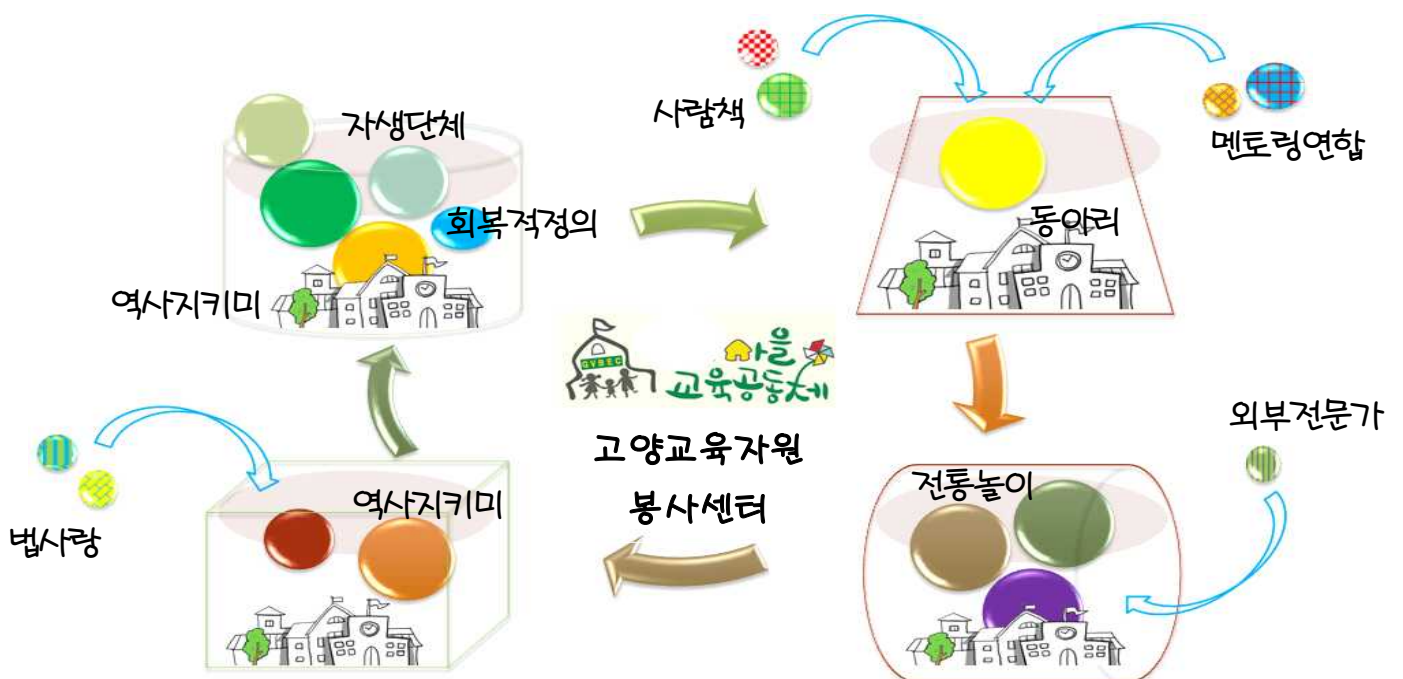 사람책
멘토링연합
자생단체
회복적정의
역사지키미
동아리
GVSEC
마을
교육공동체
고양교육자원
봉사센터
외부전문가
전통놀이
역사지키미
법사랑